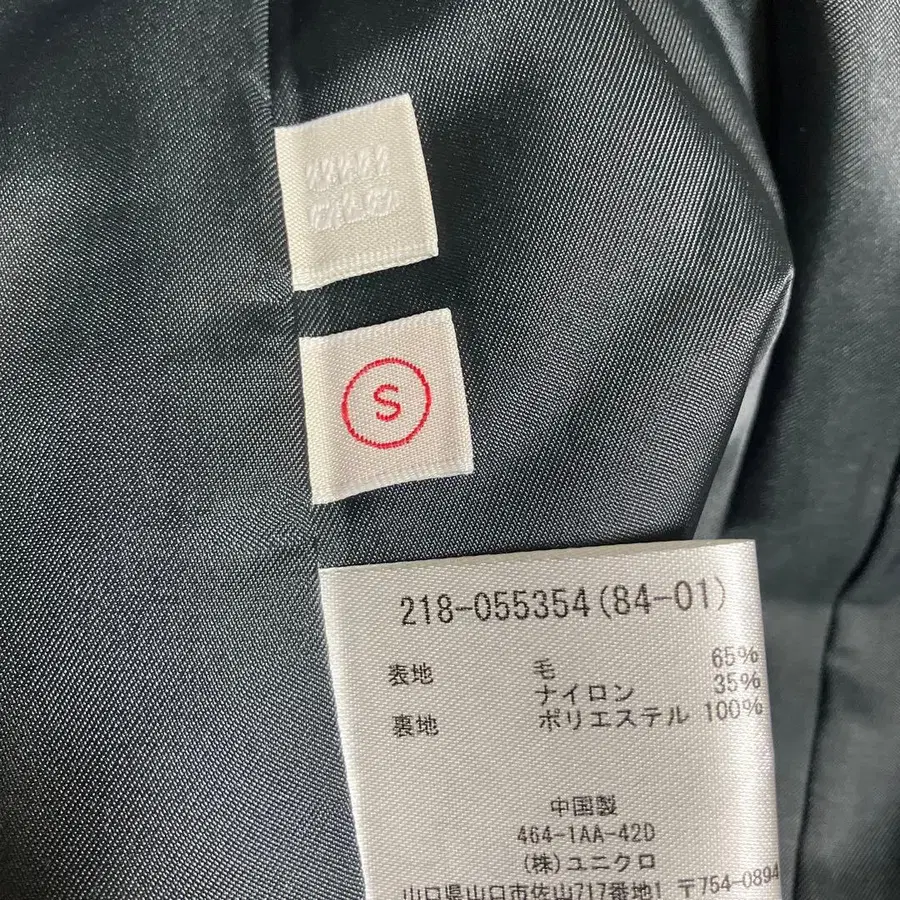 UNI
QLO
S
218-055354(84-01)
表地 毛 65%
ナイロン 35%
裏地 ポリエステル 100%
中国製
464-1AA-42D
(株)ユニクロ
山口県山口市佐山717番地1 〒754-0894